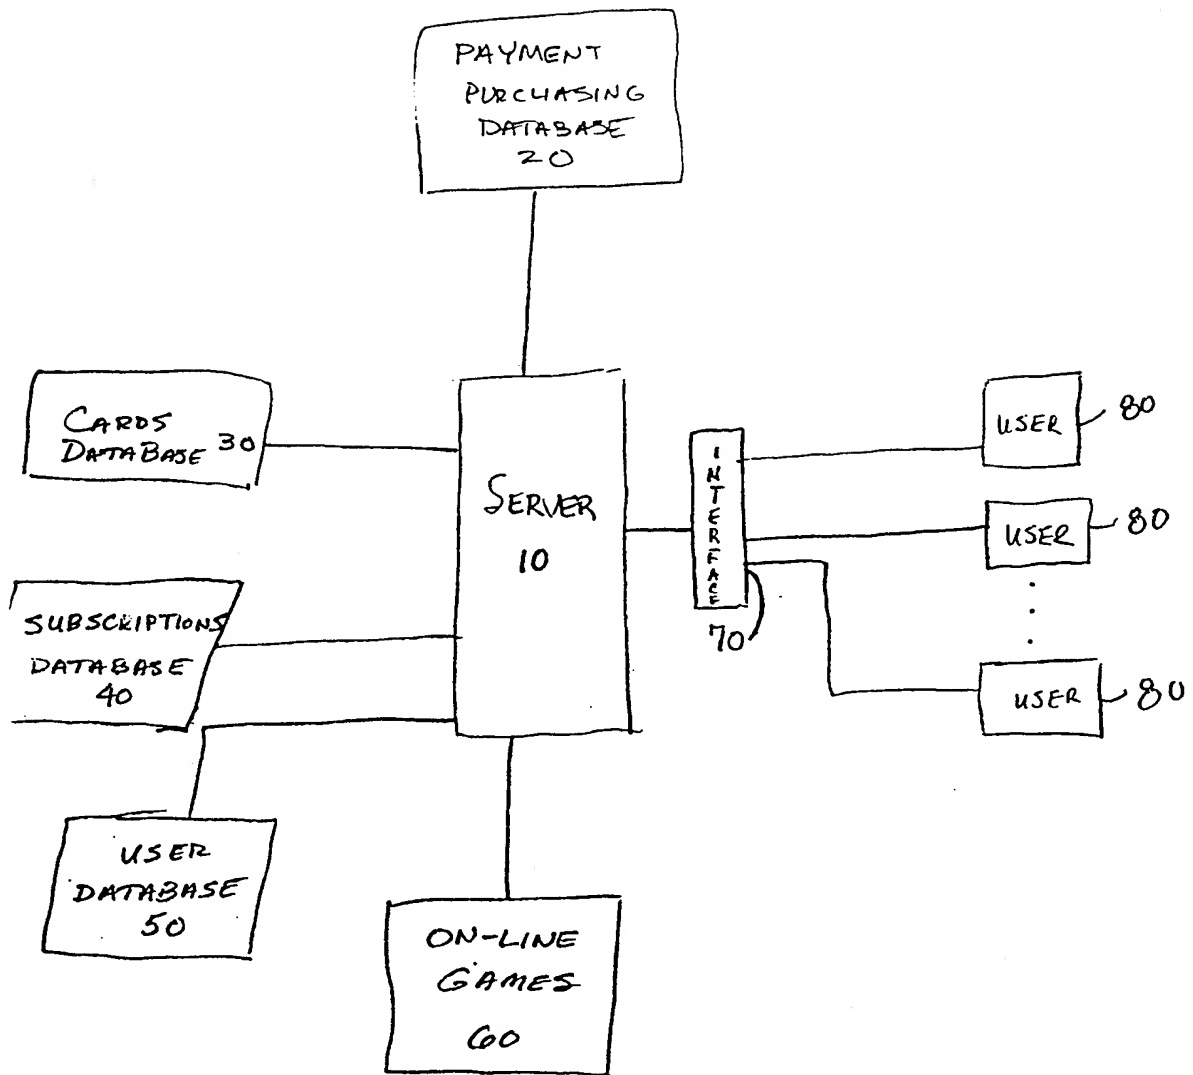 PAYMENT
PURCHASING
DATABASE
20
CARDS
DATABASE 30
SERVER
10
INTERFACE
70
USER 80
USER 80
USER 80
SUBSCRIPTIONS
DATABASE
40
USER
DATABASE
50
ON-LINE
GAMES
60